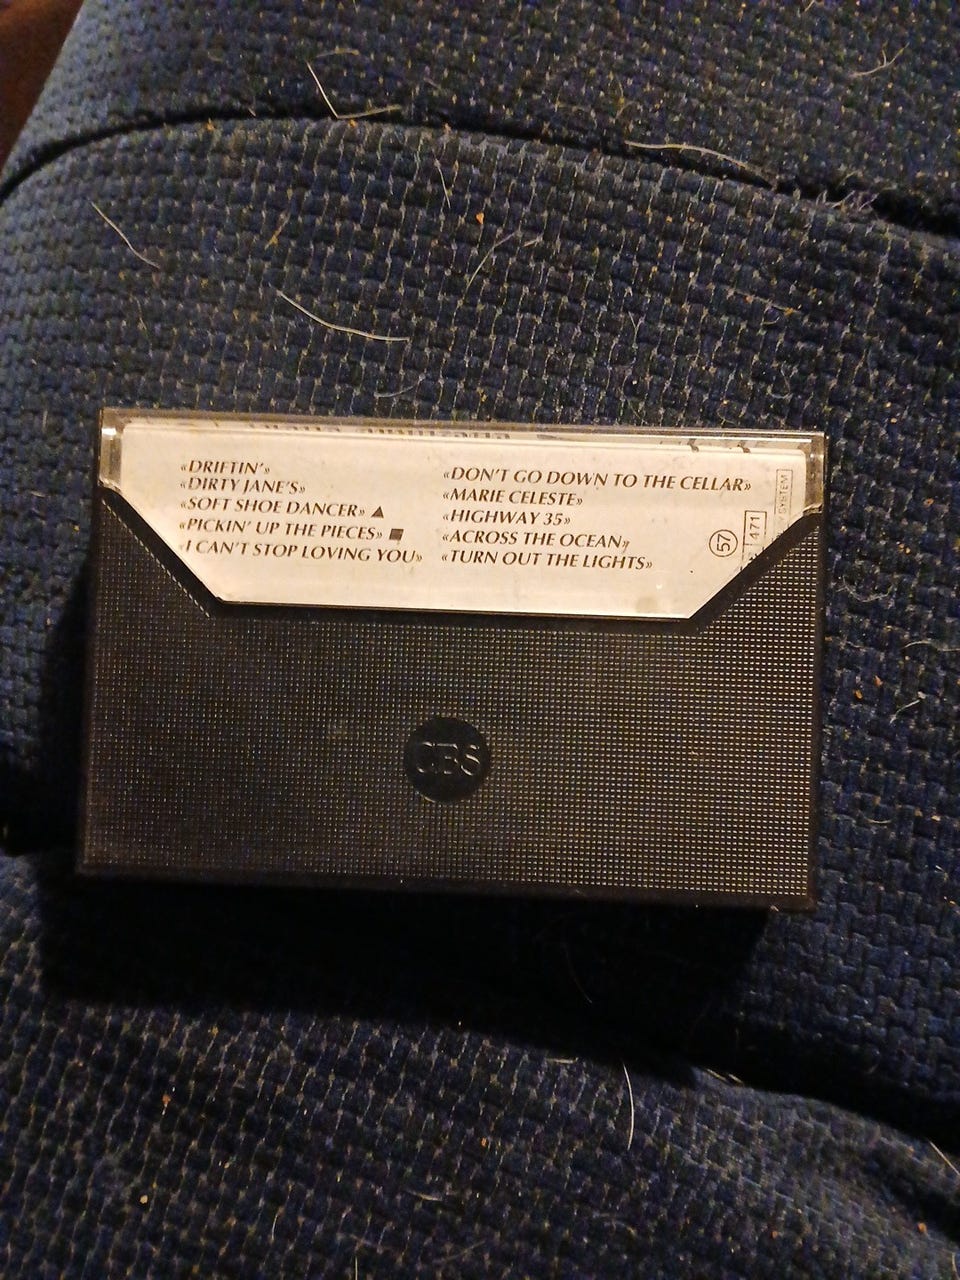 «DRIFTIN'»
«DIRTY JANE'S»
«SOFT SHOE DANCER» ▲
«PICKIN' UP THE PIECES» ■
«I CAN'T STOP LOVING YOU»
«DON'T GO DOWN TO THE CELLAR»
«MARIE CELESTE»
«HIGHWAY 35»
«ACROSS THE OCEAN»
«TURN OUT THE LIGHTS»
57
471
SYSTEM
CBS